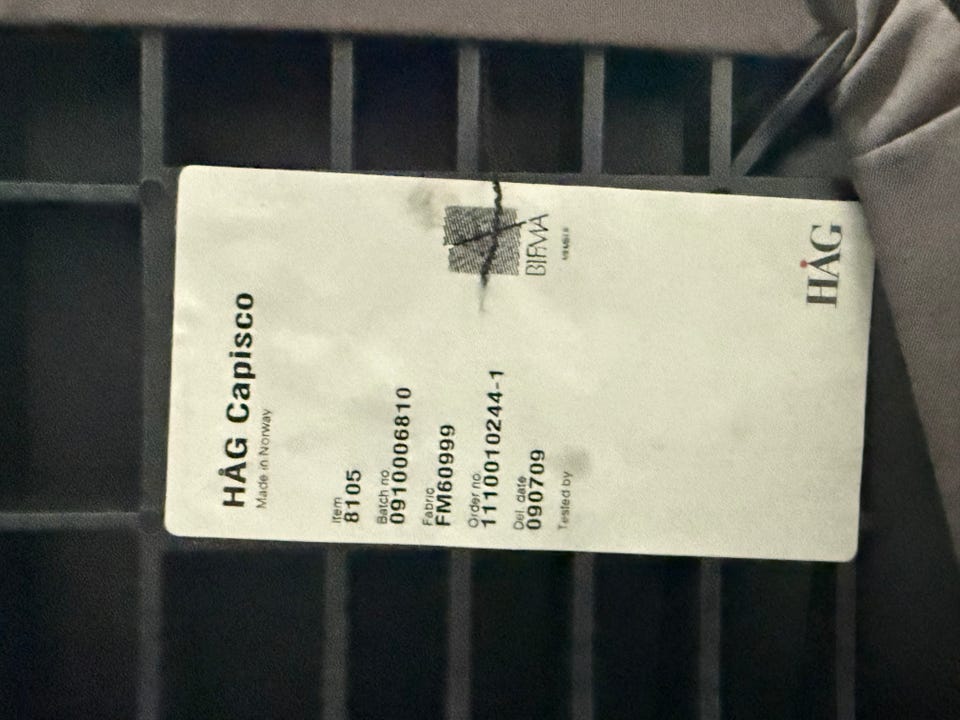 HÅG Capisco
Made in Norway
Item
8105
Batch no
09100006810
Fabric
FM60999
Order no
1110010244-1
Del. date
090709
Tested by
BIFMA
HÅG